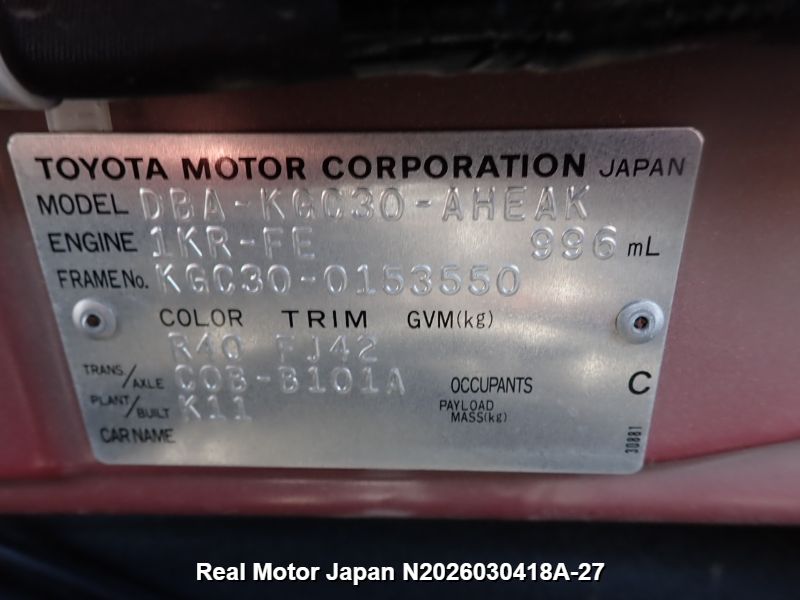 TOYOTA MOTOR CORPORATION JAPAN
MODEL DBA-KGC30-AHEAK
ENGINE 1KR-FE 996 mL
FRAME No. KGC30-0153550
COLOR TRIM GVM(kg)
R40 FJ42
TRANS/AXLE C0B-B101A OCCUPANTS C
PLANT/BUILT K11 PAYLOAD MASS(kg)
CAR NAME
30881
Real Motor Japan N2026030418A-27